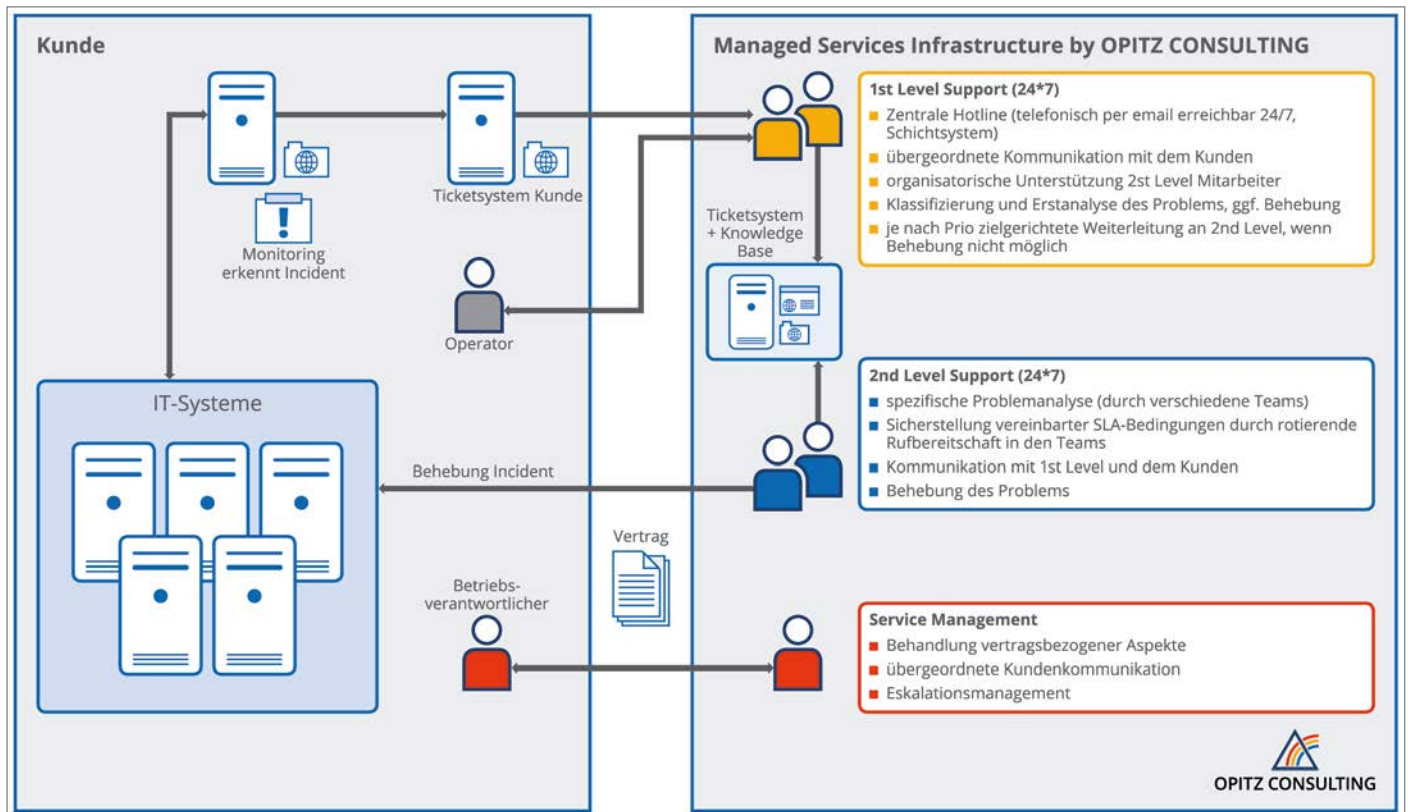 Kunde
Ticketsystem Kunde
Monitoring
erkennt Incident
Operator
IT-Systeme
Behebung Incident
Betriebs-
verantwortlicher
Vertrag
Managed Services Infrastructure by OPITZ CONSULTING
Ticketsystem
+ Knowledge
Base
1st Level Support (24*7)
Zentrale Hotline (telefonisch per email erreichbar 24/7,
Schichtsystem)
übergeordnete Kommunikation mit dem Kunden
organisatorische Unterstützung 2st Level Mitarbeiter
Klassifizierung und Erstanalyse des Problems, ggf. Behebung
je nach Prio zielgerichtete Weiterleitung an 2nd Level, wenn
Behebung nicht möglich
2nd Level Support (24*7)
spezifische Problemanalyse (durch verschiedene Teams)
Sicherstellung vereinbarter SLA-Bedingungen durch rotierende
Rufbereitschaft in den Teams
Kommunikation mit 1st Level und dem Kunden
Behebung des Problems
Service Management
Behandlung vertragsbezogener Aspekte
übergeordnete Kundenkommunikation
Eskalationsmanagement
OPITZ CONSULTING